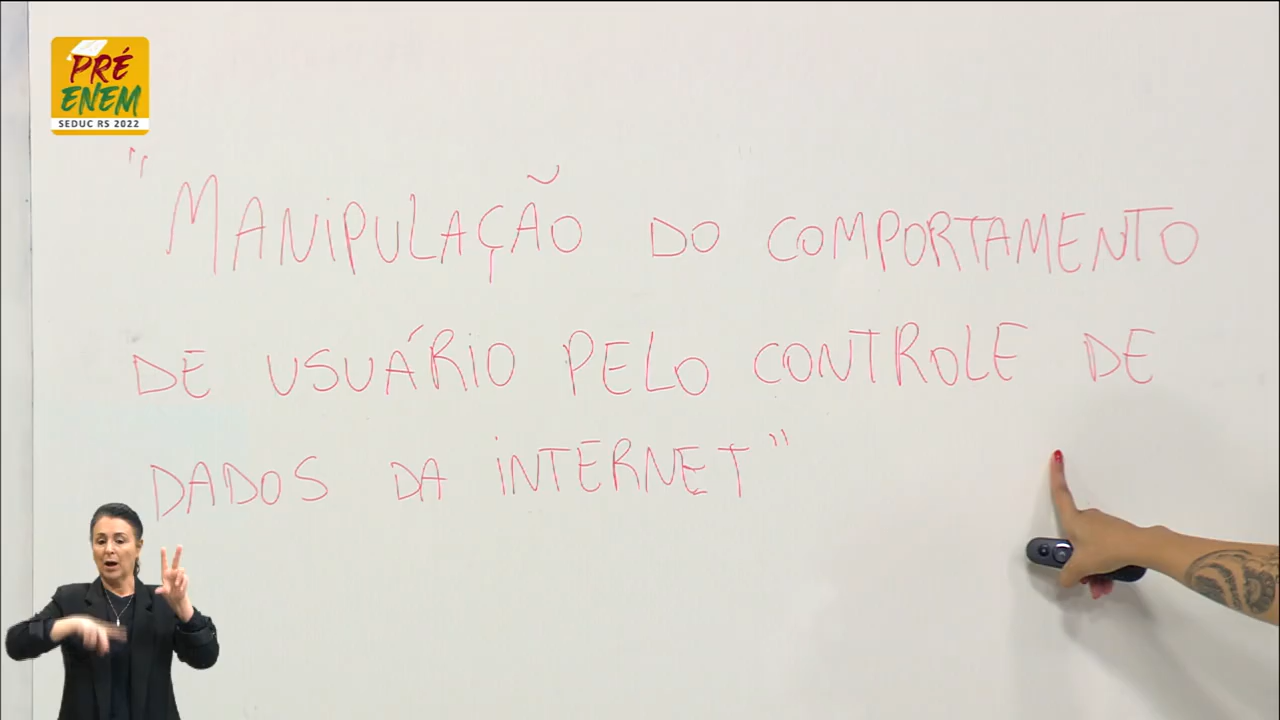 PRÉ
ENEM
SEDUC RS 2022
"MANIPULAÇÃO DO COMPORTAMENTO
DE USUÁRIO PELO CONTROLE DE
DADOS DA INTERNET"